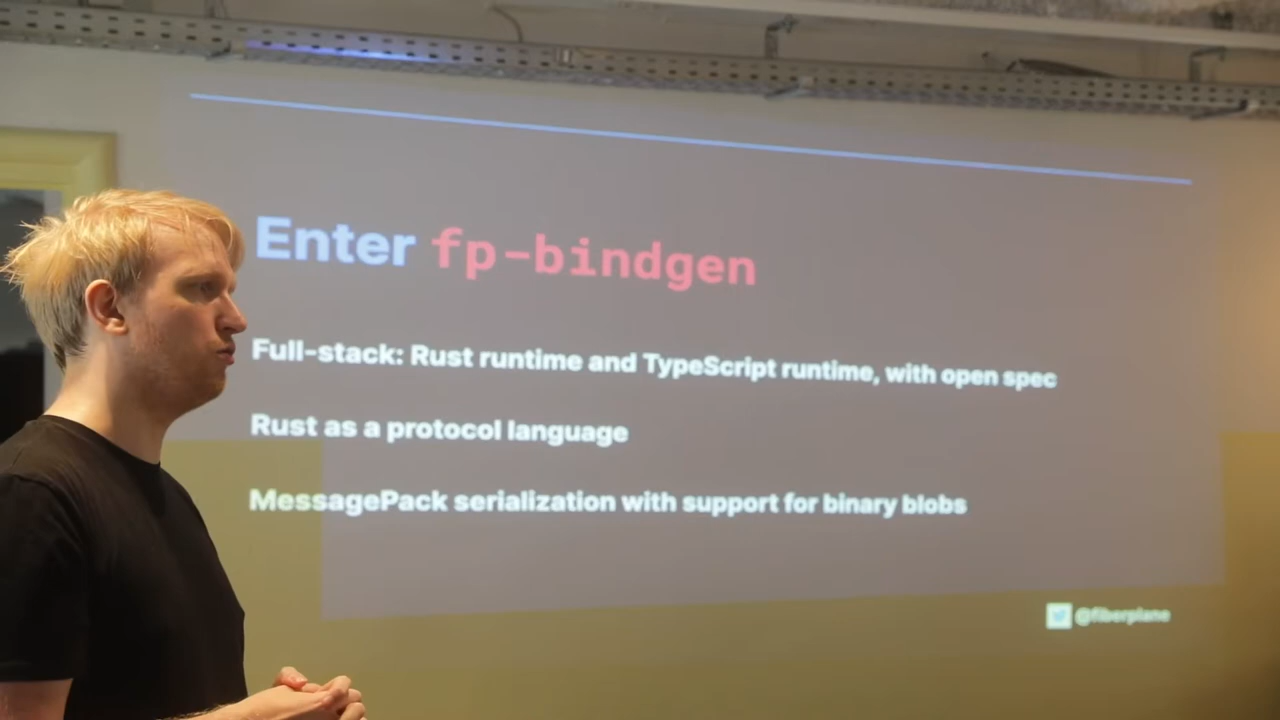 Enter fp-bindgen
Full-stack: Rust runtime and TypeScript runtime, with open spec
Rust as a protocol language
MessagePack serialization with support for binary blobs
@fiberplane